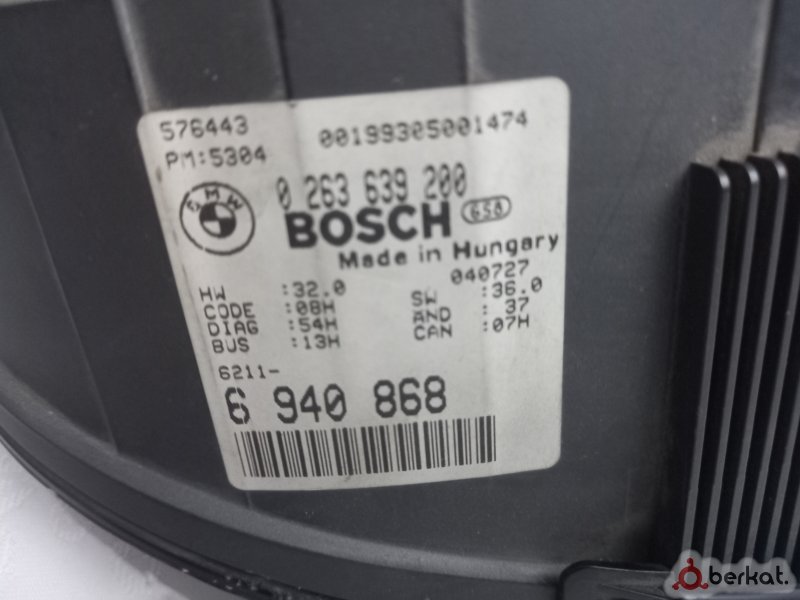 576443 00199305001474
PM:5304
BMW
0 263 639 200
BOSCH
Made in Hungary
040727
HW :32.0 SW :36.0
CODE :08H AND : 37
DIAG :54H CAN :07H
BUS :13H
6211-
6 940 868
berkat.